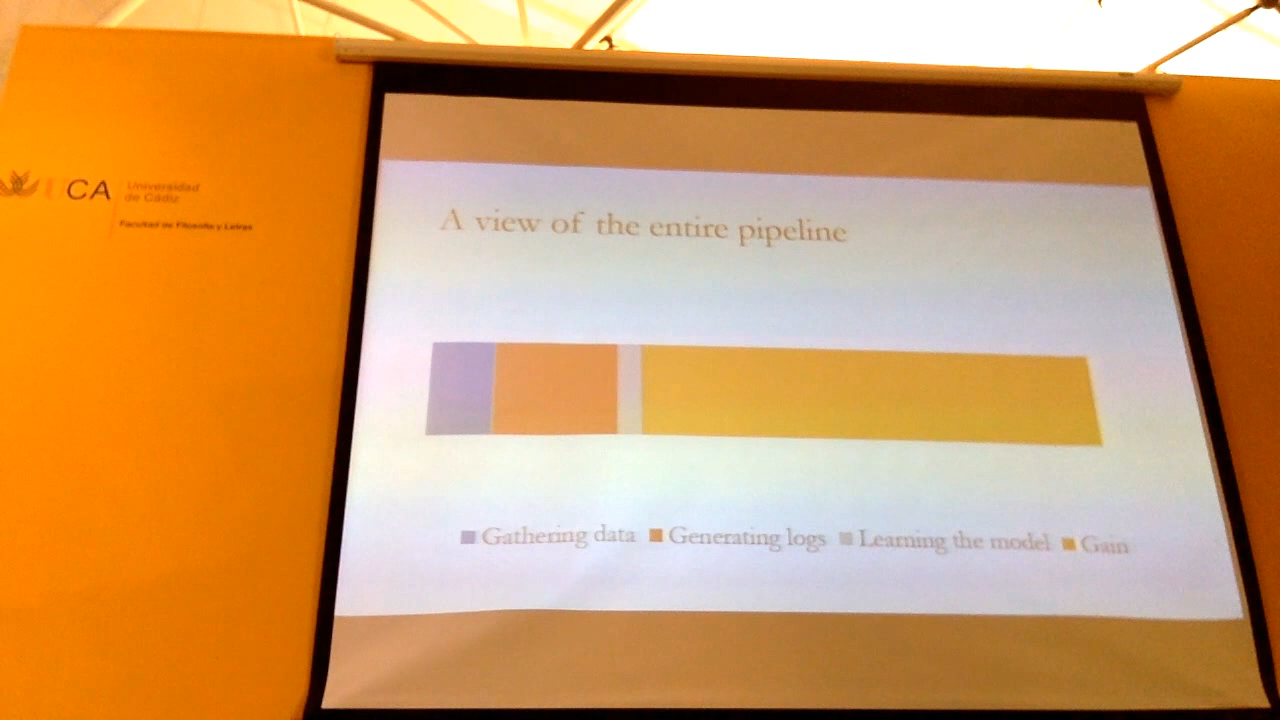 UCA
Universidad
de Cádiz
Facultad de Filosofía y Letras
A view of the entire pipeline
Gathering data Generating logs Learning the model Gain